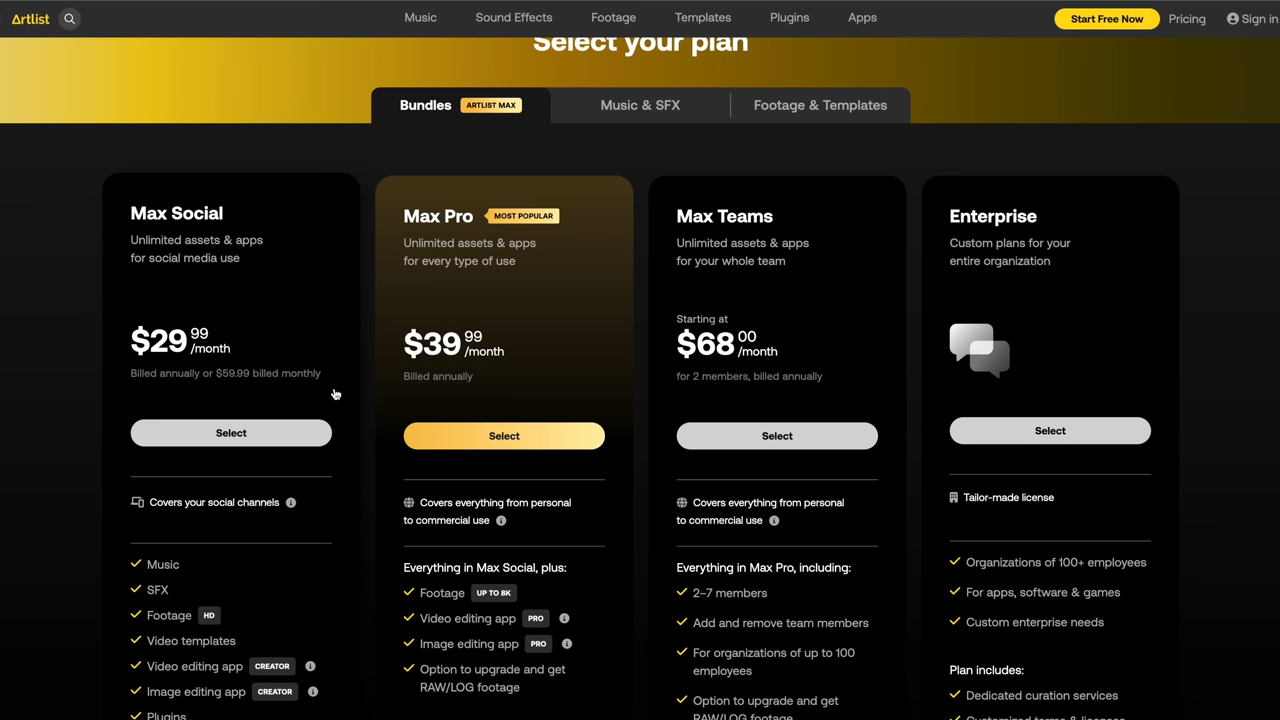 Artlist
Music
Sound Effects
Footage
Templates
Plugins
Apps
Start Free Now
Pricing
Sign in
Select your plan
Bundles
ARTLIST MAX
Music & SFX
Footage & Templates
Max Social
Unlimited assets & apps
for social media use
$29 99
/month
Billed annually or $59.99 billed monthly
Select
Covers your social channels
Music
SFX
Footage HD
Video templates
Video editing app CREATOR
Image editing app CREATOR
Plugins
Max Pro
MOST POPULAR
Unlimited assets & apps
for every type of use
$39 99
/month
Billed annually
Select
Covers everything from personal
to commercial use
Everything in Max Social, plus:
Footage UP TO 8K
Video editing app PRO
Image editing app PRO
Option to upgrade and get
RAW/LOG footage
Max Teams
Unlimited assets & apps
for your whole team
Starting at
$68 00
/month
for 2 members, billed annually
Select
Covers everything from personal
to commercial use
Everything in Max Pro, including:
2–7 members
Add and remove team members
For organizations of up to 100
employees
Option to upgrade and get
RAW/LOG footage
Enterprise
Custom plans for your
entire organization
Select
Tailor-made license
Organizations of 100+ employees
For apps, software & games
Custom enterprise needs
Plan includes:
Dedicated curation services
Customized terms & licenses